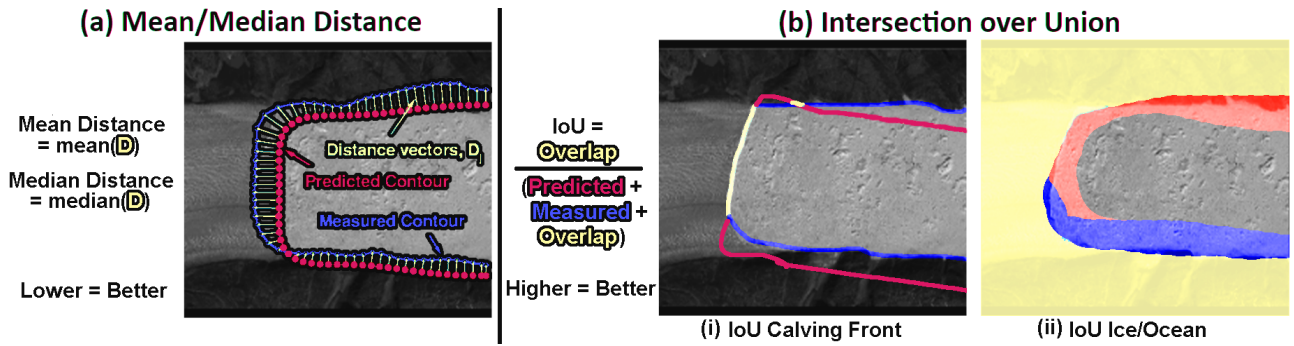 (a) Mean/Median Distance
Mean Distance
= mean(D)
Median Distance
= median(D)
Lower = Better
Distance vectors, Dj
Predicted Contour
Measured Contour
(b) Intersection over Union
IoU =
Overlap
(Predicted +
Measured +
Overlap)
Higher = Better
(i) IoU Calving Front
(ii) IoU Ice/Ocean